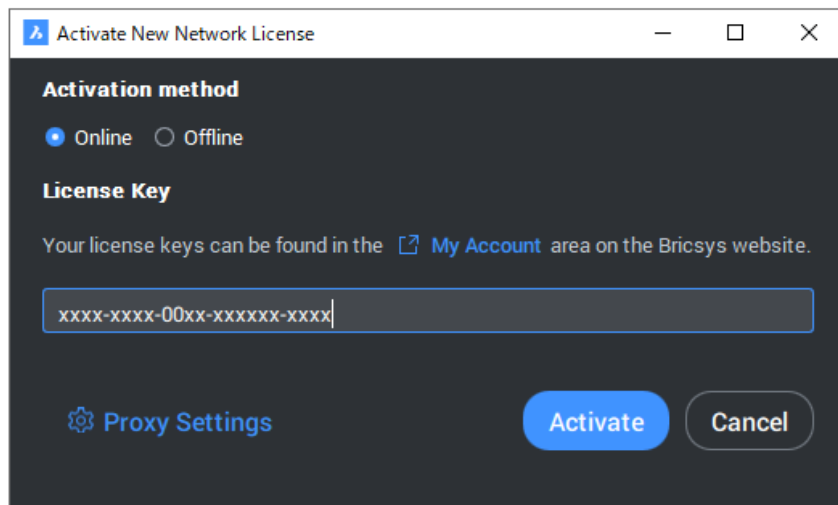 Activate New Network License
Activation method
Online Offline
License Key
Your license keys can be found in the My Account area on the Bricsys website.
xxxx-xxxx-00xx-xxxxxx-xxxx
Proxy Settings Activate Cancel